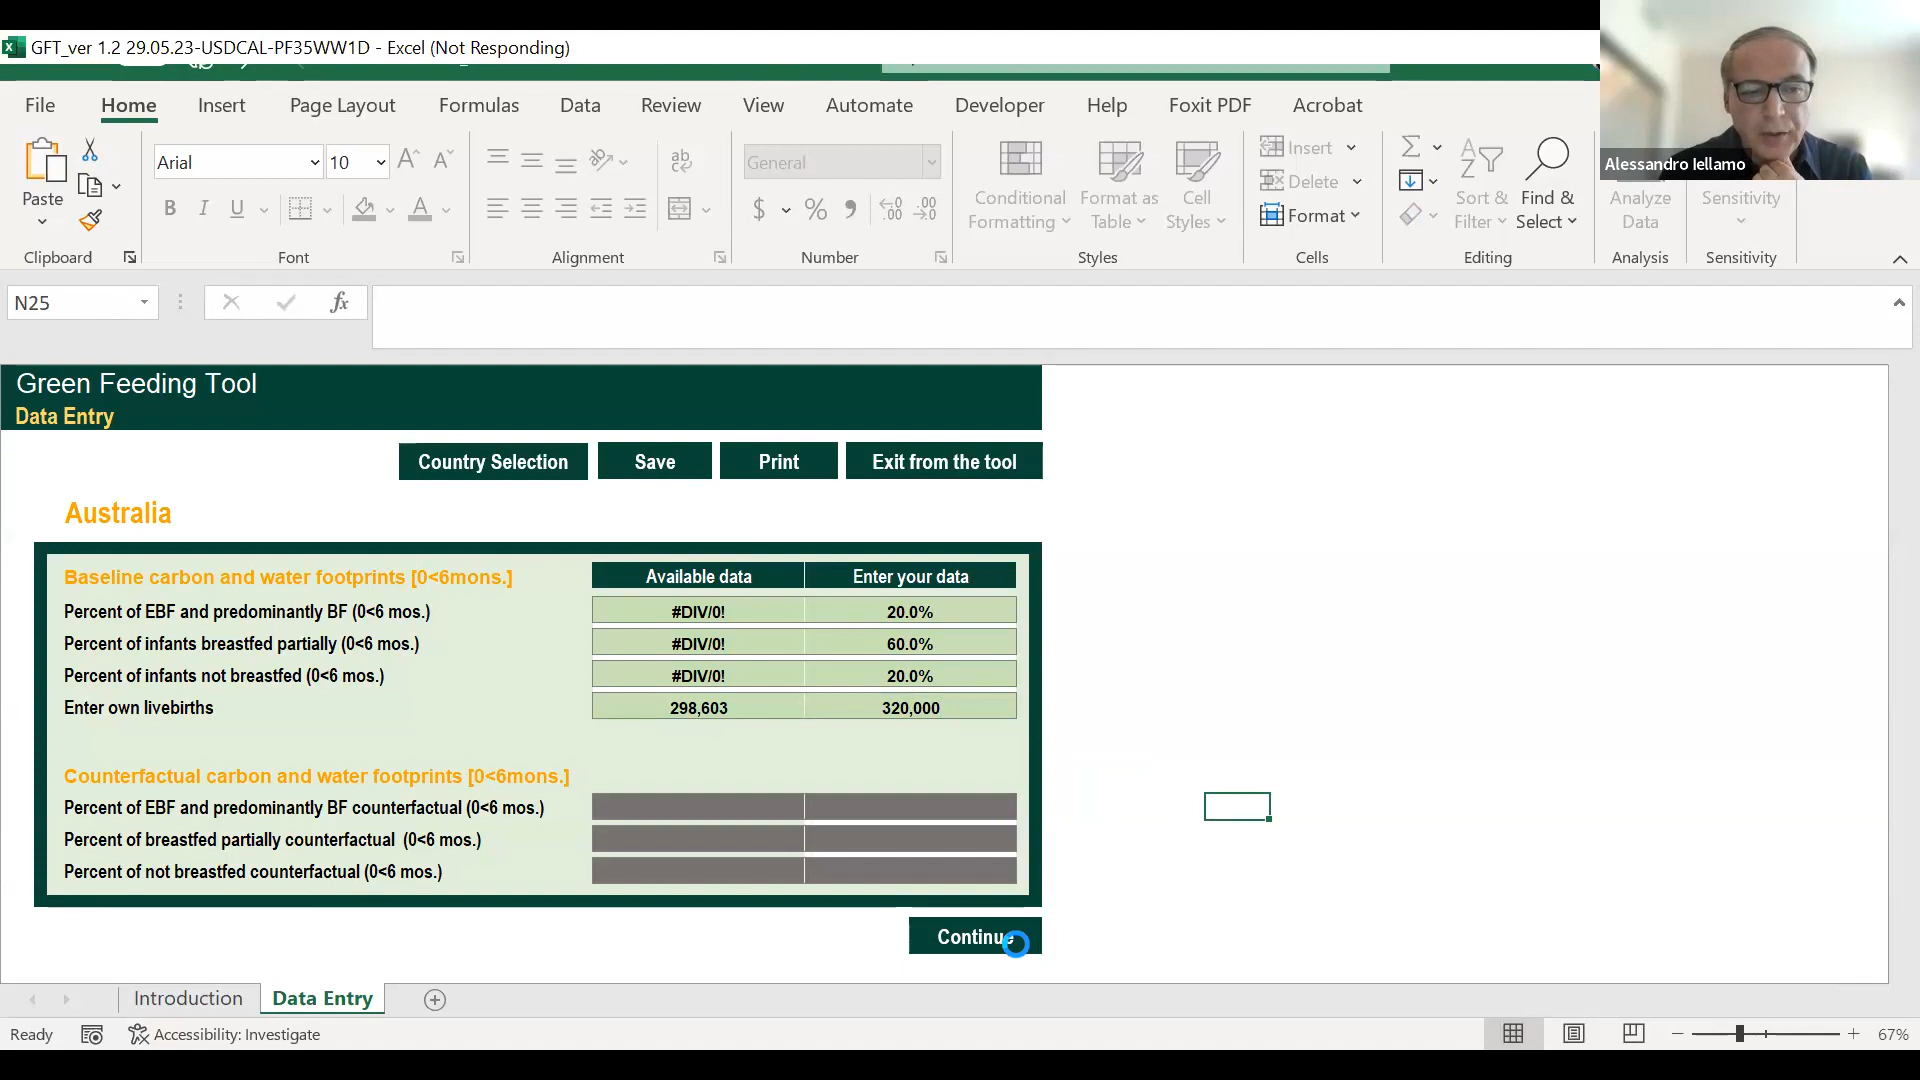 GFT_ver 1.2 29.05.23-USDCAL-PF35WW1D - Excel (Not Responding)
Alessandro Iellamo
File Home Insert Page Layout Formulas Data Review View Automate Developer Help Foxit PDF Acrobat
Arial 10
General
Paste
Conditional Formatting
Format as Table
Cell Styles
Insert
Delete
Format
Sort & Filter
Find & Select
Analyze Data
Sensitivity
Clipboard Font Alignment Number Styles Cells Editing Analysis Sensitivity
N25
fx
Green Feeding Tool
Data Entry
Country Selection Save Print Exit from the tool
Australia
Baseline carbon and water footprints [0<6mons.] Available data Enter your data
Percent of EBF and predominantly BF (0<6 mos.) #DIV/0! 20.0%
Percent of infants breastfed partially (0<6 mos.) #DIV/0! 60.0%
Percent of infants not breastfed (0<6 mos.) #DIV/0! 20.0%
Enter own livebirths 298,603 320,000
Counterfactual carbon and water footprints [0<6mons.]
Percent of EBF and predominantly BF counterfactual (0<6 mos.)
Percent of breastfed partially counterfactual (0<6 mos.)
Percent of not breastfed counterfactual (0<6 mos.)
Continue
Introduction Data Entry
Ready Accessibility: Investigate 67%